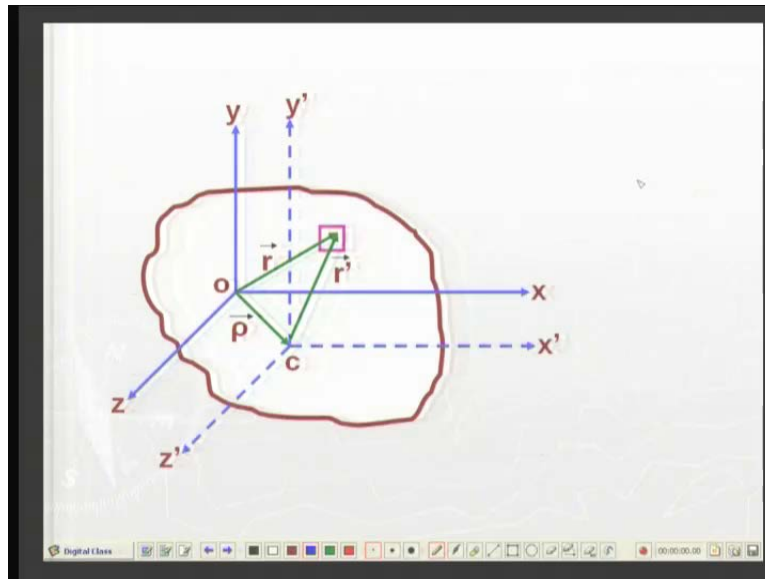 y y'
r
r'
O
x
ρ
x'
C
z
z'
Digital Class
00:00:00.00